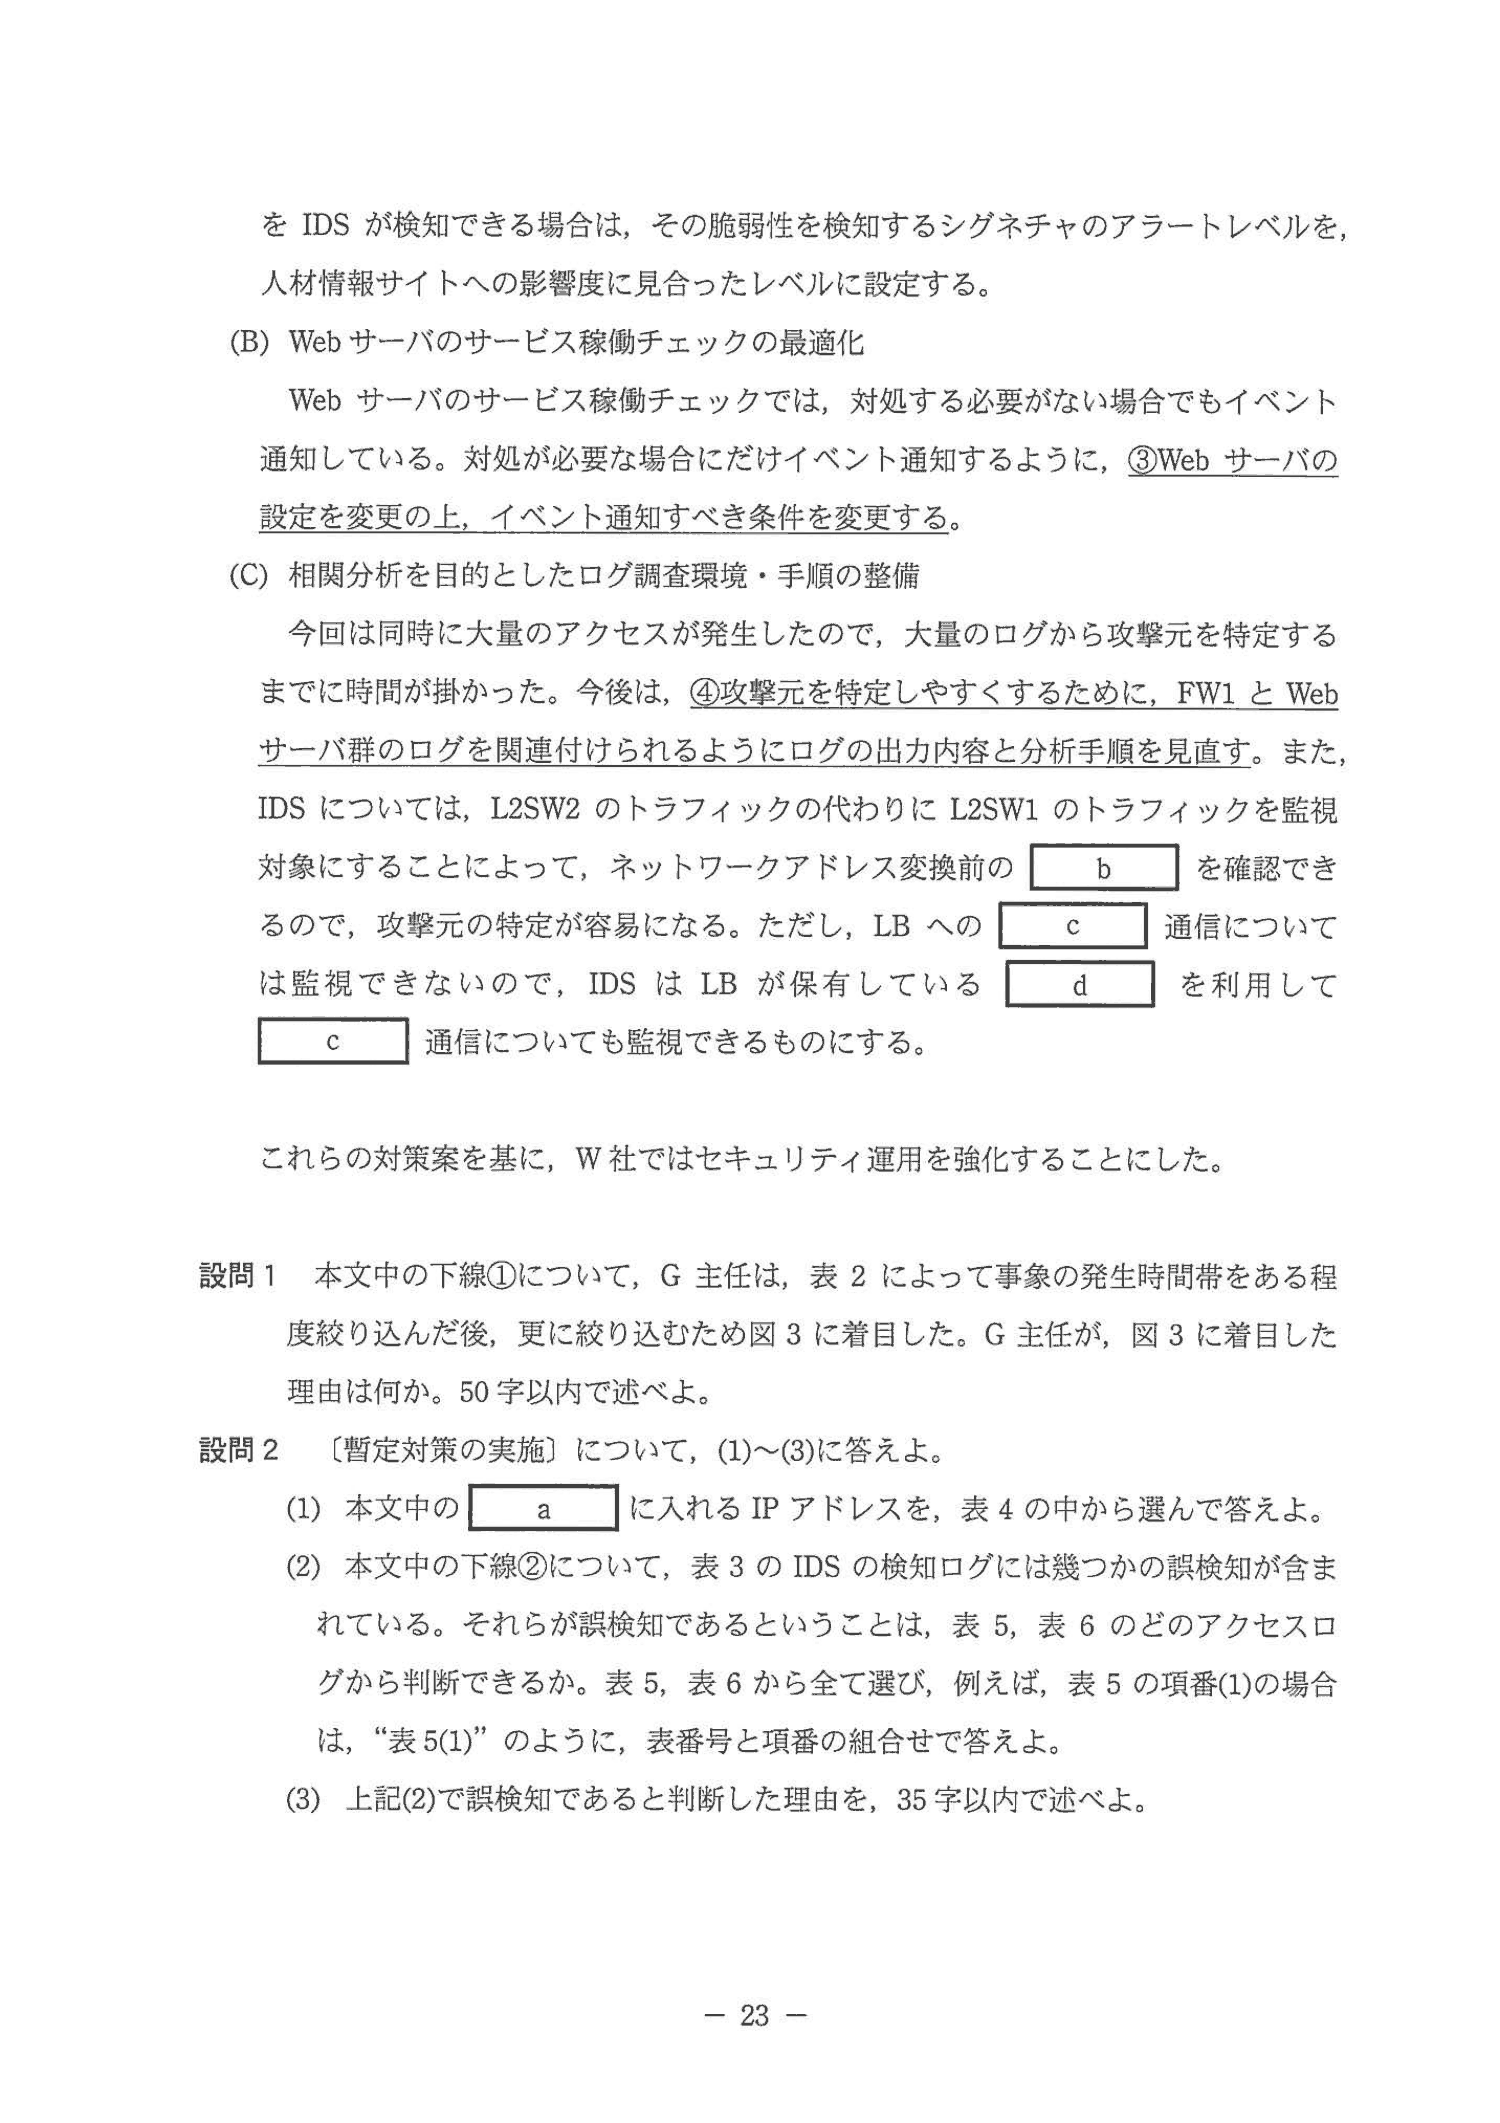 を IDS が検知できる場合は，その脆弱性を検知するシグネチャのアラートレベルを，
人材情報サイトへの影響度に見合ったレベルに設定する。
(B) Web サーバのサービス稼働チェックの最適化
Web サーバのサービス稼働チェックでは，対処する必要がない場合でもイベント
通知している。対処が必要な場合にだけイベント通知するように，③Web サーバの
設定を変更の上，イベント通知すべき条件を変更する。
(C) 相関分析を目的としたログ調査環境・手順の整備
今回は同時に大量のアクセスが発生したので，大量のログから攻撃元を特定する
までに時間が掛かった。今後は，④攻撃元を特定しやすくするために，FW1 と Web
サーバ群のログを関連付けられるようにログの出力内容と分析手順を見直す。また，
IDS については，L2SW2 のトラフィックの代わりに L2SW1 のトラフィックを監視
対象にすることによって，ネットワークアドレス変換前の b を確認でき
るので，攻撃元の特定が容易になる。ただし，LB への c 通信について
は監視できないので，IDS は LB が保有している d を利用して
c 通信についても監視できるものにする。
これらの対策案を基に，W 社ではセキュリティ運用を強化することにした。
設問 1 本文中の下線①について，G 主任は，表 2 によって事象の発生時間帯をある程
度絞り込んだ後，更に絞り込むため図 3 に着目した。G 主任が，図 3 に着目した
理由は何か。50 字以内で述べよ。
設問 2 〔暫定対策の実施〕について，(1)～(3)に答えよ。
(1) 本文中の a に入れる IP アドレスを，表 4 の中から選んで答えよ。
(2) 本文中の下線②について，表 3 の IDS の検知ログには幾つかの誤検知が含ま
れている。それらが誤検知であるということは，表 5，表 6 のどのアクセスロ
グから判断できるか。表 5，表 6 から全て選び，例えば，表 5 の項番(1)の場合
は，“表 5(1)” のように，表番号と項番の組合せで答えよ。
(3) 上記(2)で誤検知であると判断した理由を，35 字以内で述べよ。
－ 23 －